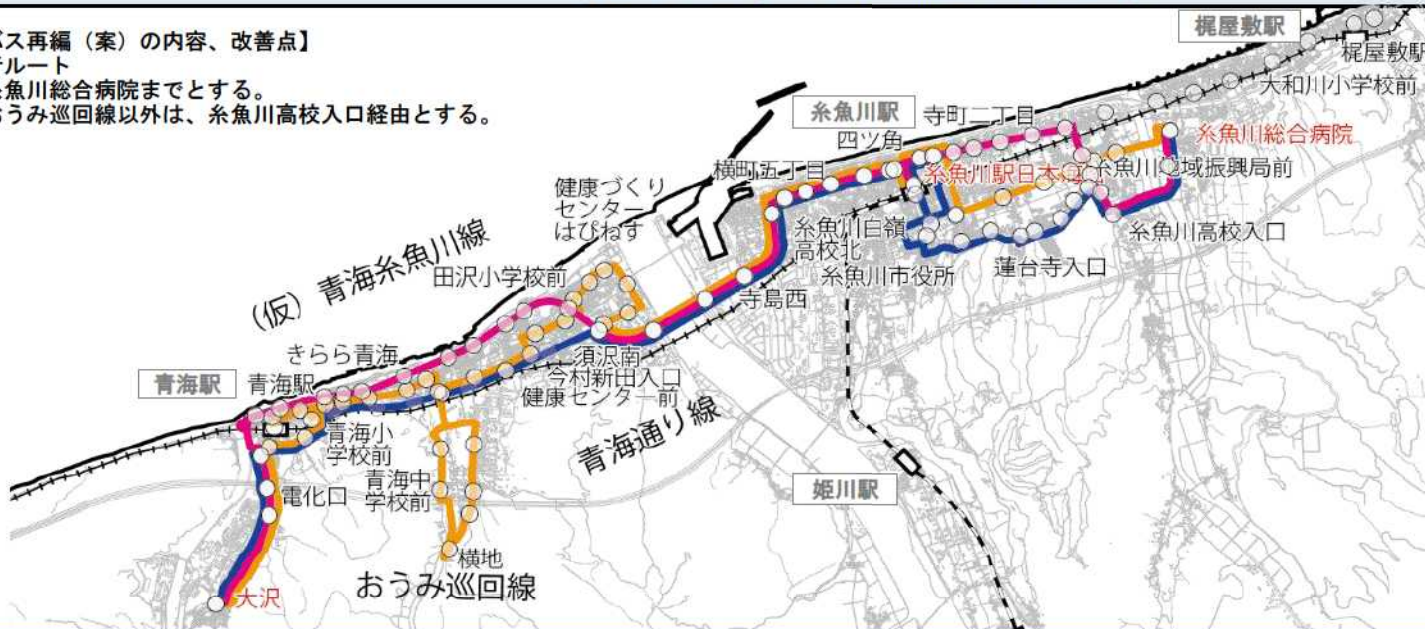 バス再編（案）の内容、改善点】
ルート
糸魚川総合病院までとする。
おうみ巡回線以外は、糸魚川高校入口経由とする。
梶屋敷駅
梶屋敷駅
大和川小学校前
糸魚川駅
寺町二丁目
四ツ角
糸魚川総合病院
横町五丁目
糸魚川駅日本
糸魚川地域振興局前
健康づくり
センター
はぴねす
糸魚川白嶺
高校北
糸魚川高校入口
糸魚川市役所
蓮台寺入口
（仮）青海糸魚川線
田沢小学校前
寺島西
きらら青海
須沢南
今村新田入口
健康センター前
青海駅
青海駅
青海通り線
青海小
学校前
青海中
学校前
電化口
姫川駅
横地
おうみ巡回線
大沢